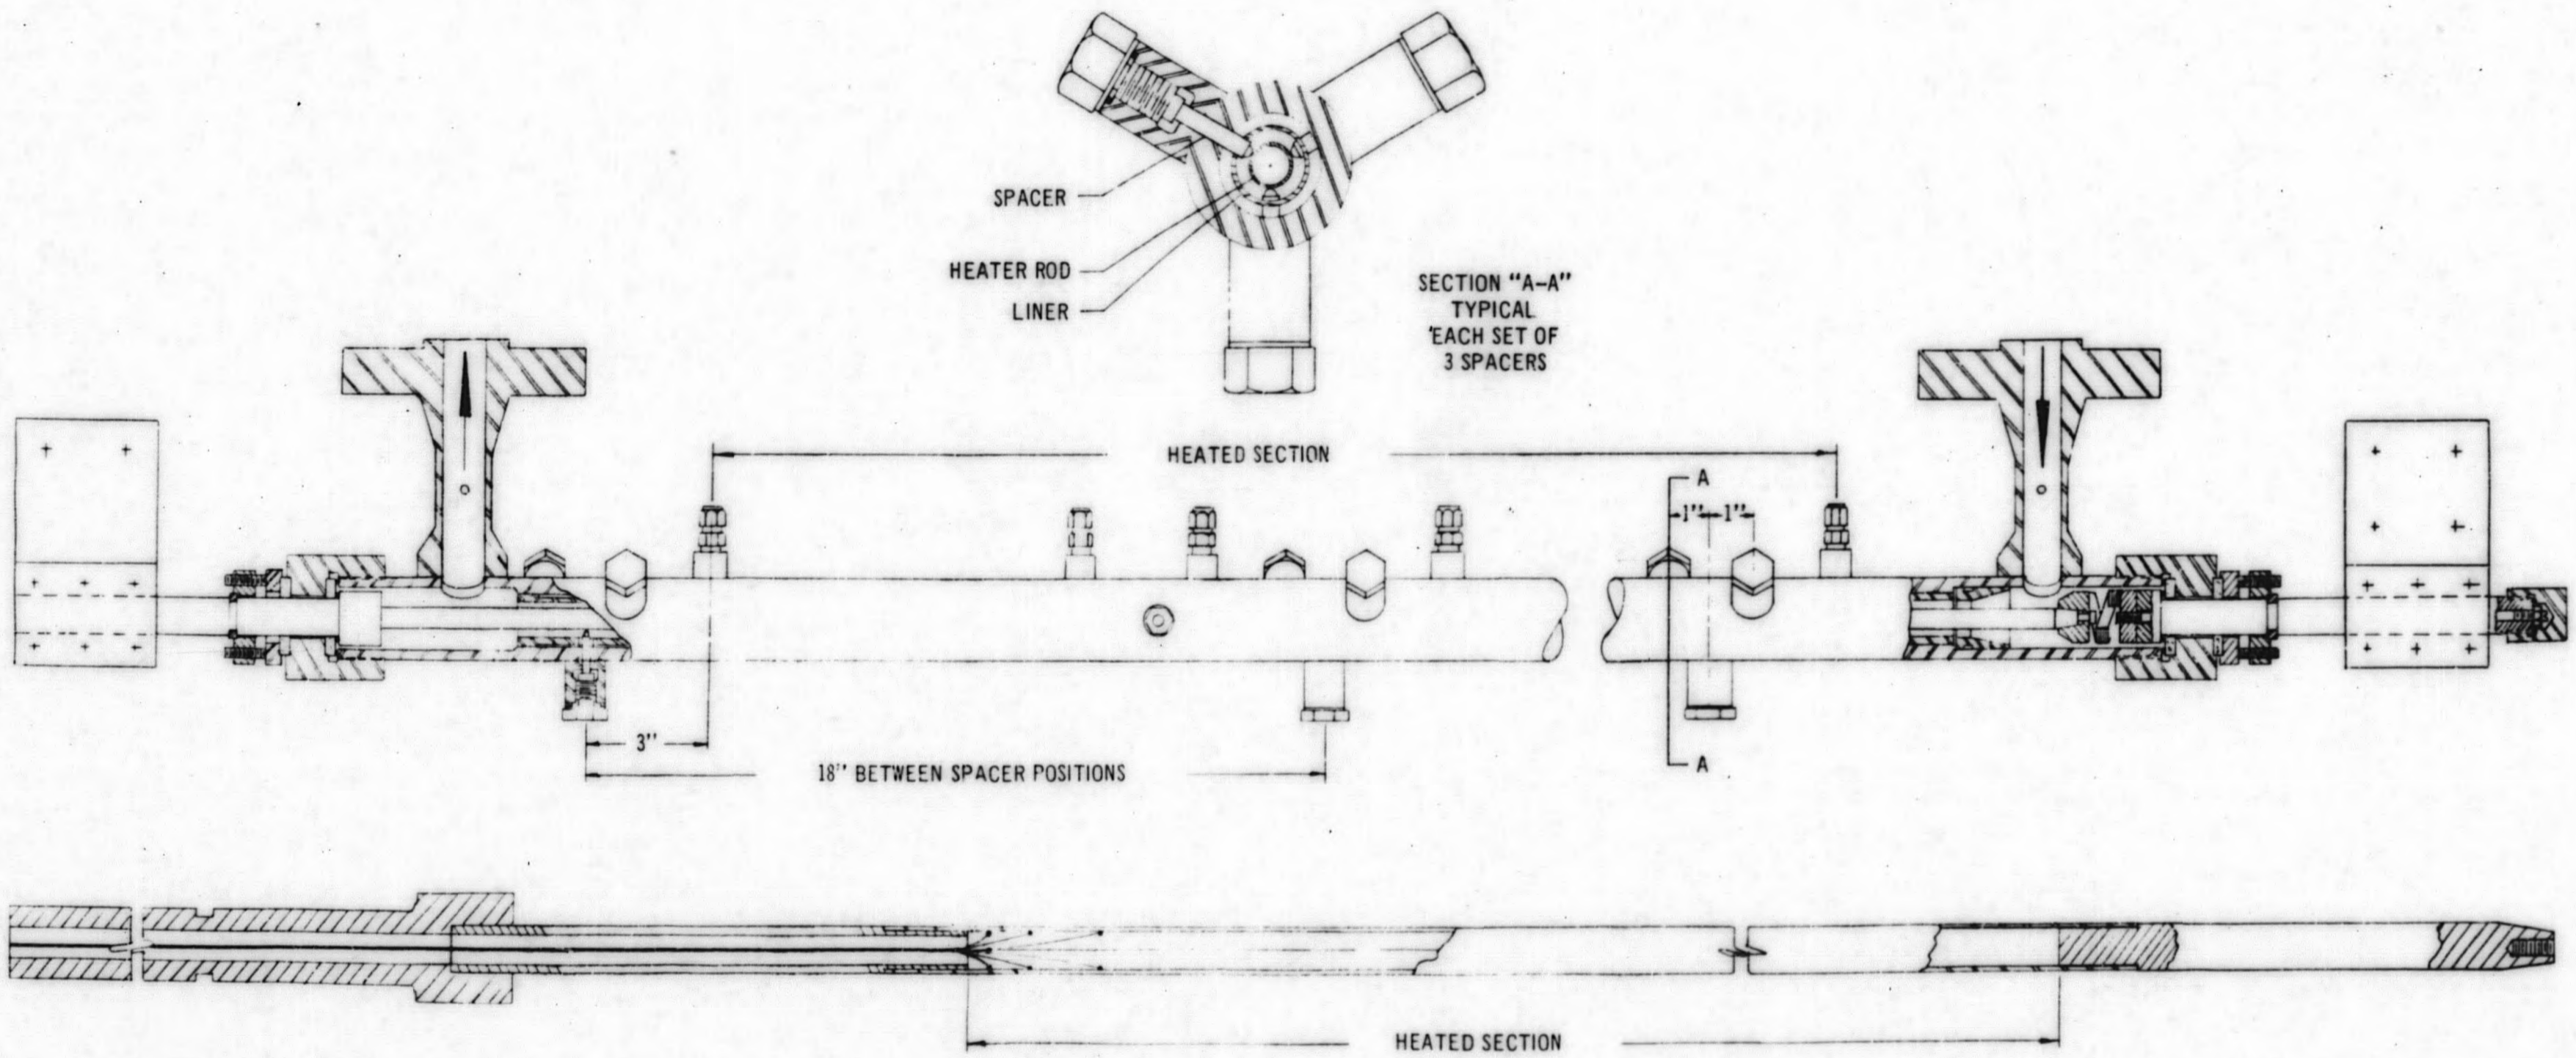 SPACER
HEATER ROD
LINER
SECTION "A-A"
TYPICAL
EACH SET OF
3 SPACERS
HEATED SECTION
A
1" 1"
3"
18" BETWEEN SPACER POSITIONS
A
HEATED SECTION